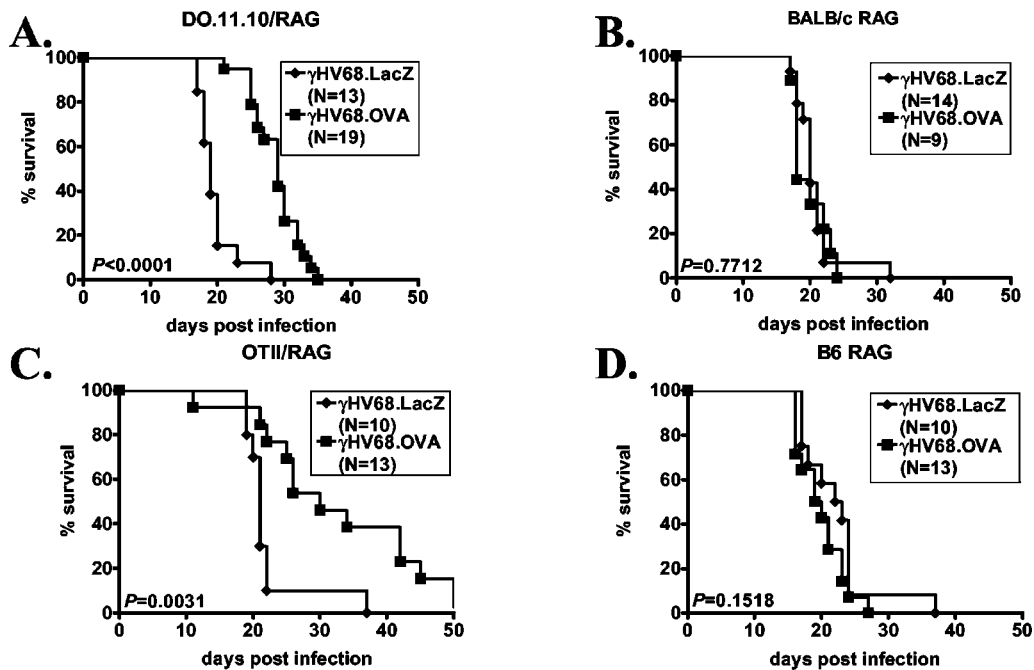 A.
DO.11.10/RAG
γHV68.LacZ
(N=13)
γHV68.OVA
(N=19)
% survival
100
80
60
40
20
0
P<0.0001
0 10 20 30 40 50
days post infection
B.
BALB/c RAG
γHV68.LacZ
(N=14)
γHV68.OVA
(N=9)
% survival
100
80
60
40
20
0
P=0.7712
0 10 20 30 40 50
days post infection
C.
OTII/RAG
γHV68.LacZ
(N=10)
γHV68.OVA
(N=13)
% survival
100
80
60
40
20
0
P=0.0031
0 10 20 30 40 50
days post infection
D.
B6 RAG
γHV68.LacZ
(N=10)
γHV68.OVA
(N=13)
% survival
100
80
60
40
20
0
P=0.1518
0 10 20 30 40 50
days post infection